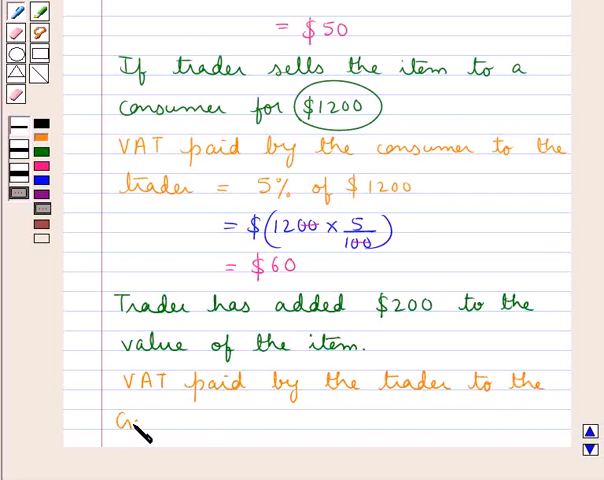 = $50
If trader sells the item to a
consumer for $1200
VAT paid by the consumer to the
trader = 5% of $1200
= $(1200 × 5/100)
= $60
Trader has added $200 to the
value of the item.
VAT paid by the trader to the